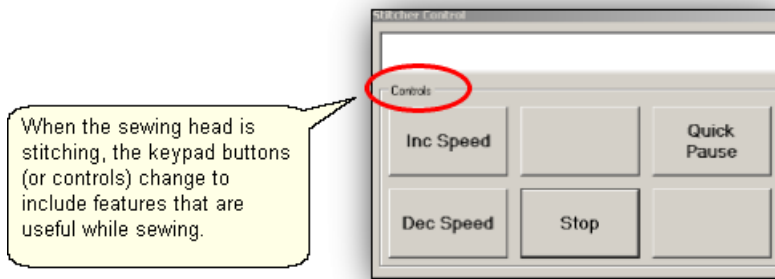 Stitcher Control
Controls
When the sewing head is
stitching, the keypad buttons
(or controls) change to
include features that are
useful while sewing.
Inc Speed
Quick
Pause
Dec Speed
Stop